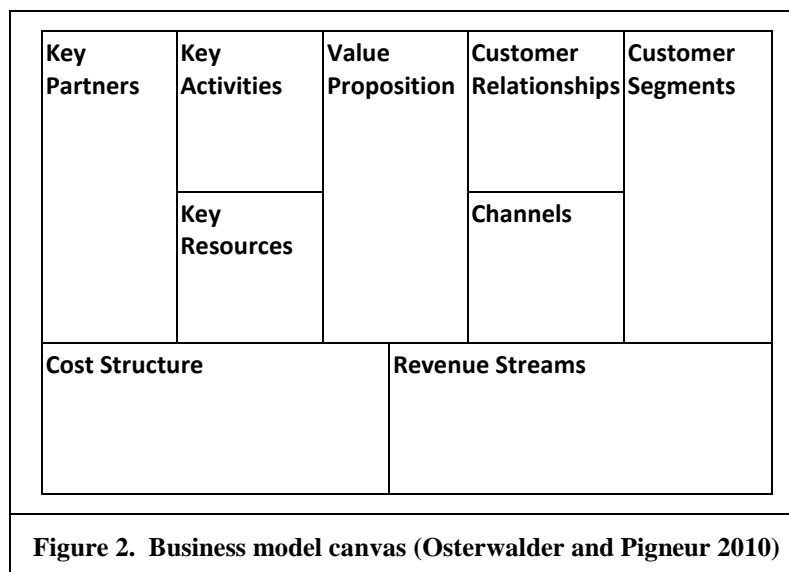 Key
Partners
Key
Activities
Key
Resources
Value
Proposition
Customer
Relationships
Channels
Customer
Segments
Cost Structure
Revenue Streams
Figure 2.  Business model canvas (Osterwalder and Pigneur 2010)